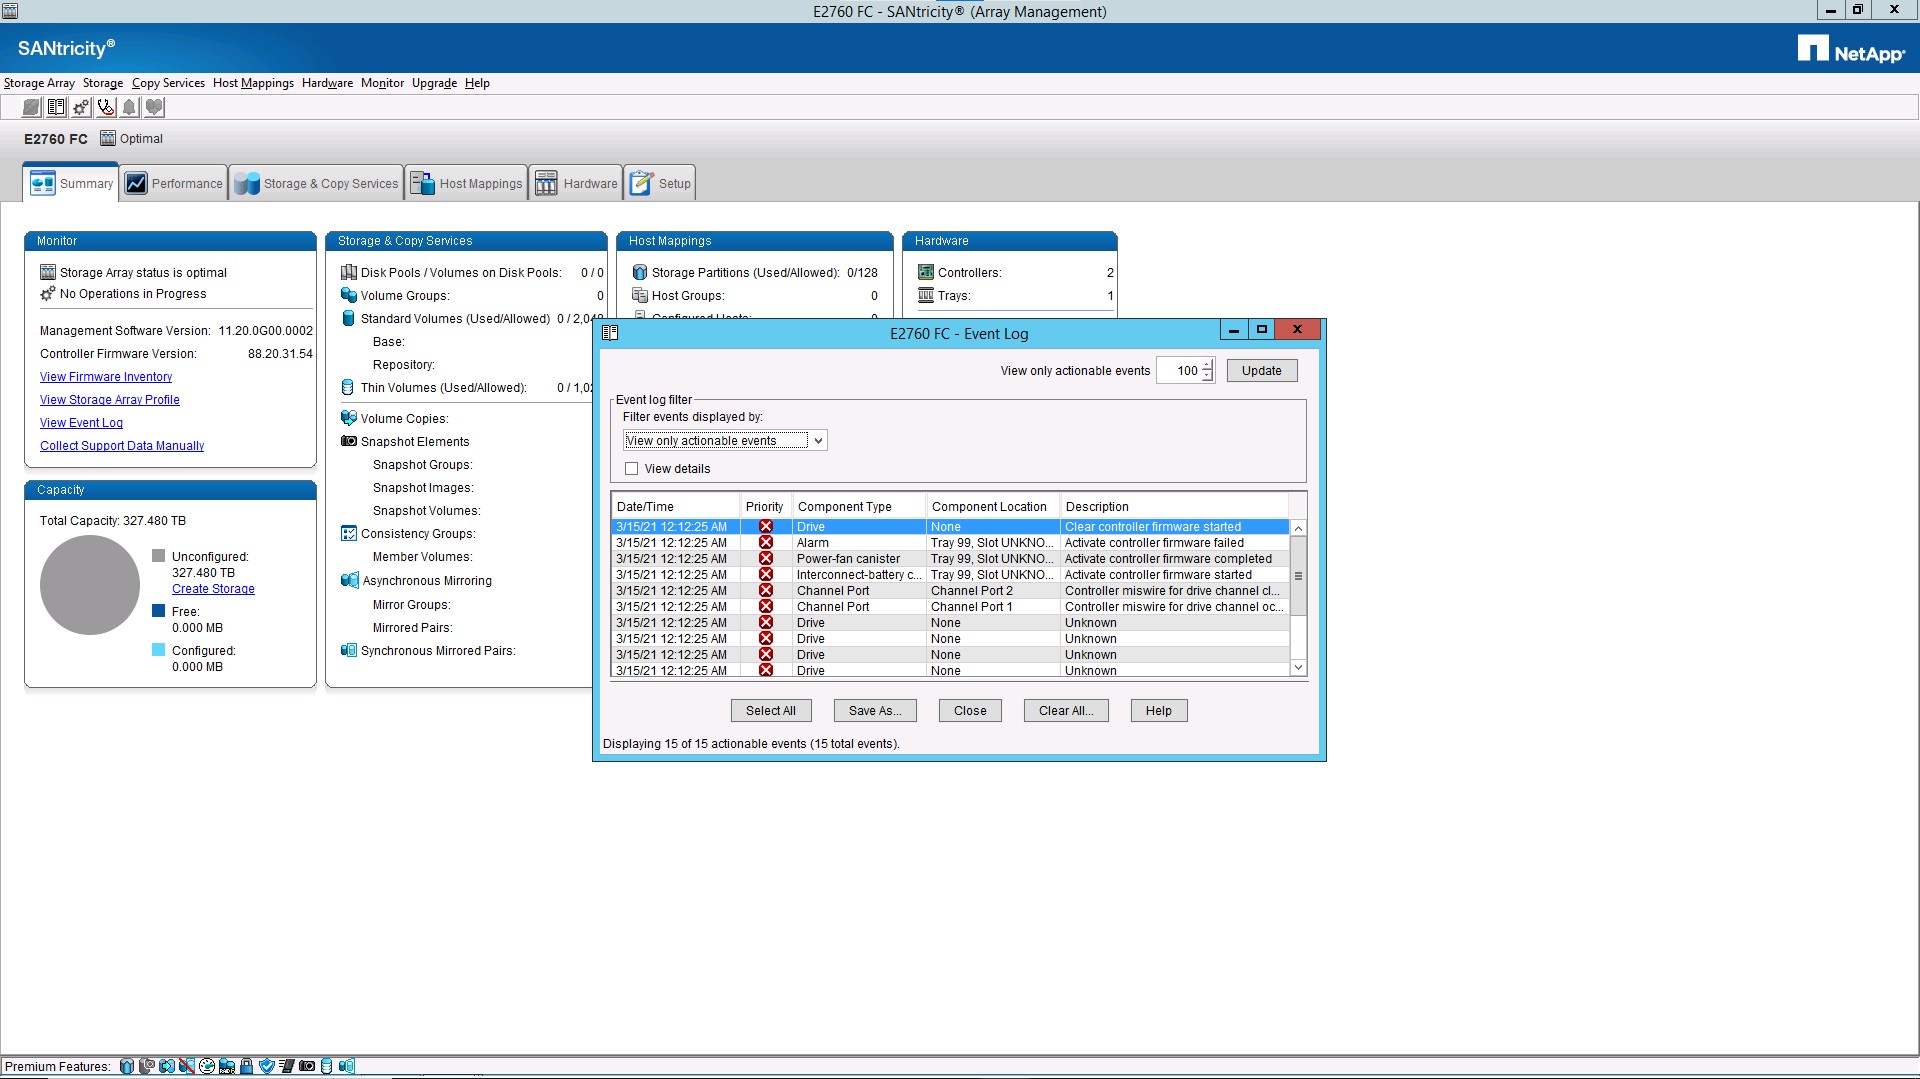 E2760 FC - SANtricity® (Array Management)
SANtricity®
NetApp®
Storage Array Storage Copy Services Host Mappings Hardware Monitor Upgrade Help
E2760 FC Optimal
Summary Performance Storage & Copy Services Host Mappings Hardware Setup
Monitor
Storage Array status is optimal
No Operations in Progress
Management Software Version: 11.20.0G00.0002
Controller Firmware Version: 88.20.31.54
View Firmware Inventory
View Storage Array Profile
View Event Log
Collect Support Data Manually
Capacity
Total Capacity: 327.480 TB
Unconfigured:
327.480 TB
Create Storage
Free:
0.000 MB
Configured:
0.000 MB
Storage & Copy Services
Disk Pools / Volumes on Disk Pools: 0 / 0
Volume Groups: 0
Standard Volumes (Used/Allowed) 0 / 2,048
Base:
Repository:
Thin Volumes (Used/Allowed): 0 / 1,02
Volume Copies:
Snapshot Elements
Snapshot Groups:
Snapshot Images:
Snapshot Volumes:
Consistency Groups:
Member Volumes:
Asynchronous Mirroring
Mirror Groups:
Mirrored Pairs:
Synchronous Mirrored Pairs:
Host Mappings
Storage Partitions (Used/Allowed): 0/128
Host Groups: 0
Configured Hosts: 0
Hardware
Controllers: 2
Trays: 1
E2760 FC - Event Log
View only actionable events 100 Update
Event log filter
Filter events displayed by:
View only actionable events
View details
Date/Time Priority Component Type Component Location Description
3/15/21 12:12:25 AM Drive None Clear controller firmware started
3/15/21 12:12:25 AM Alarm Tray 99, Slot UNKNO... Activate controller firmware failed
3/15/21 12:12:25 AM Power-fan canister Tray 99, Slot UNKNO... Activate controller firmware completed
3/15/21 12:12:25 AM Interconnect-battery c... Tray 99, Slot UNKNO... Activate controller firmware started
3/15/21 12:12:25 AM Channel Port Channel Port 2 Controller miswire for drive channel cl...
3/15/21 12:12:25 AM Channel Port Channel Port 1 Controller miswire for drive channel oc...
3/15/21 12:12:25 AM Drive None Unknown
3/15/21 12:12:25 AM Drive None Unknown
3/15/21 12:12:25 AM Drive None Unknown
3/15/21 12:12:25 AM Drive None Unknown
Select All Save As... Close Clear All... Help
Displaying 15 of 15 actionable events (15 total events).
Premium Features: